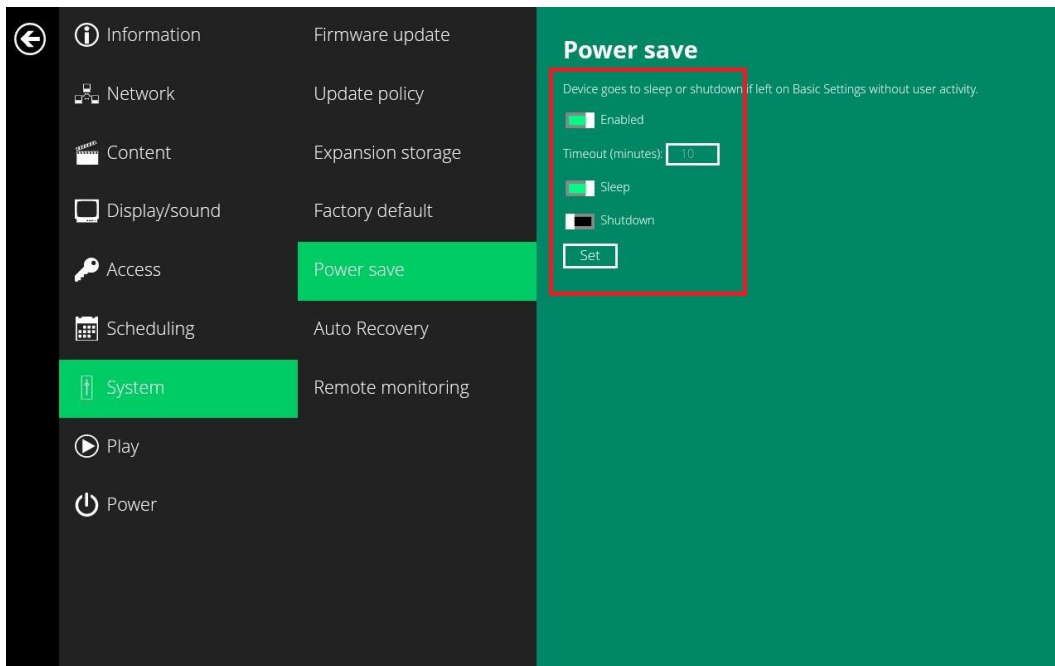 Information
Network
Content
Display/sound
Access
Scheduling
System
Play
Power
Firmware update
Update policy
Expansion storage
Factory default
Power save
Auto Recovery
Remote monitoring
Power save
Device goes to sleep or shutdown if left on Basic Settings without user activity.
Enabled
Timeout (minutes): 10
Sleep
Shutdown
Set